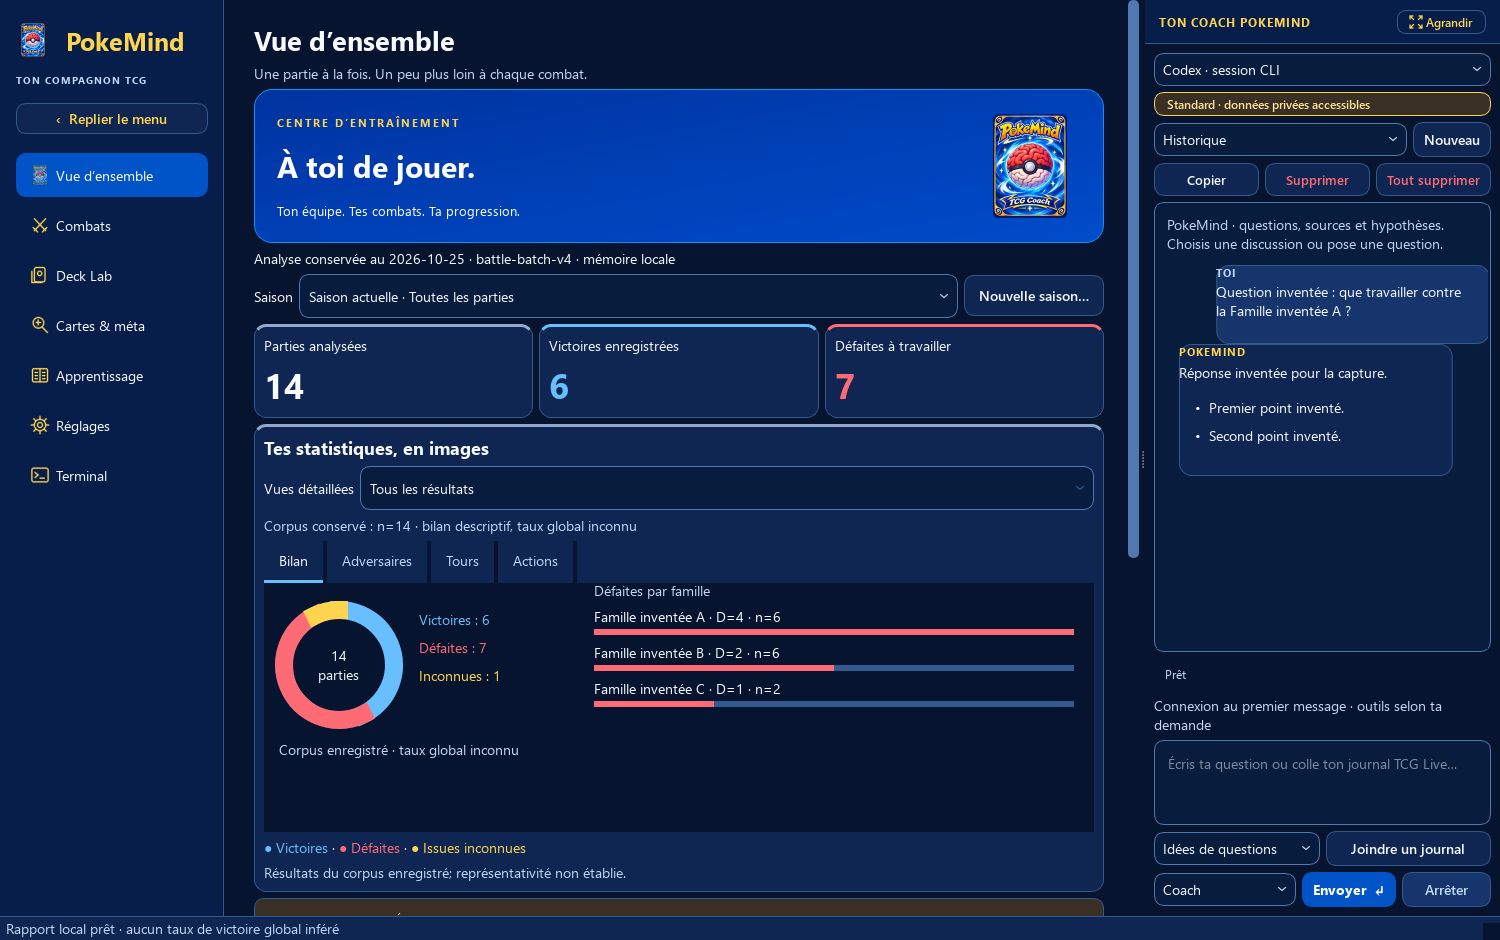 PokeMind
TON COMPAGNON TCG
‹ Replier le menu
Vue d’ensemble
Combats
Deck Lab
Cartes & méta
Apprentissage
Réglages
Terminal
Vue d’ensemble
Une partie à la fois. Un peu plus loin à chaque combat.
CENTRE D’ENTRAÎNEMENT
À toi de jouer.
Ton équipe. Tes combats. Ta progression.
PokeMind
TCG Coach
Analyse conservée au 2026-10-25 · battle-batch-v4 · mémoire locale
Saison
Saison actuelle · Toutes les parties
Nouvelle saison...
Parties analysées
14
Victoires enregistrées
6
Défaites à travailler
7
Tes statistiques, en images
Vues détaillées
Tous les résultats
Corpus conservé : n=14 · bilan descriptif, taux global inconnu
Bilan
Adversaires
Tours
Actions
14
parties
Victoires : 6
Défaites : 7
Inconnues : 1
Corpus enregistré · taux global inconnu
Défaites par famille
Famille inventée A · D=4 · n=6
Famille inventée B · D=2 · n=6
Famille inventée C · D=1 · n=2
● Victoires · ● Défaites · ● Issues inconnues
Résultats du corpus enregistré; représentativité non établie.
TON COACH POKEMIND
Agrandir
Codex · session CLI
Standard · données privées accessibles
Historique
Nouveau
Copier
Supprimer
Tout supprimer
PokeMind · questions, sources et hypothèses.
Choisis une discussion ou pose une question.
TOI
Question inventée : que travailler contre
la Famille inventée A ?
POKEMIND
Réponse inventée pour la capture.
• Premier point inventé.
• Second point inventé.
Prêt
Connexion au premier message · outils selon ta
demande
Écris ta question ou colle ton journal TCG Live…
Idées de questions
Joindre un journal
Coach
Envoyer ↲
Arrêter
Rapport local prêt · aucun taux de victoire global inféré